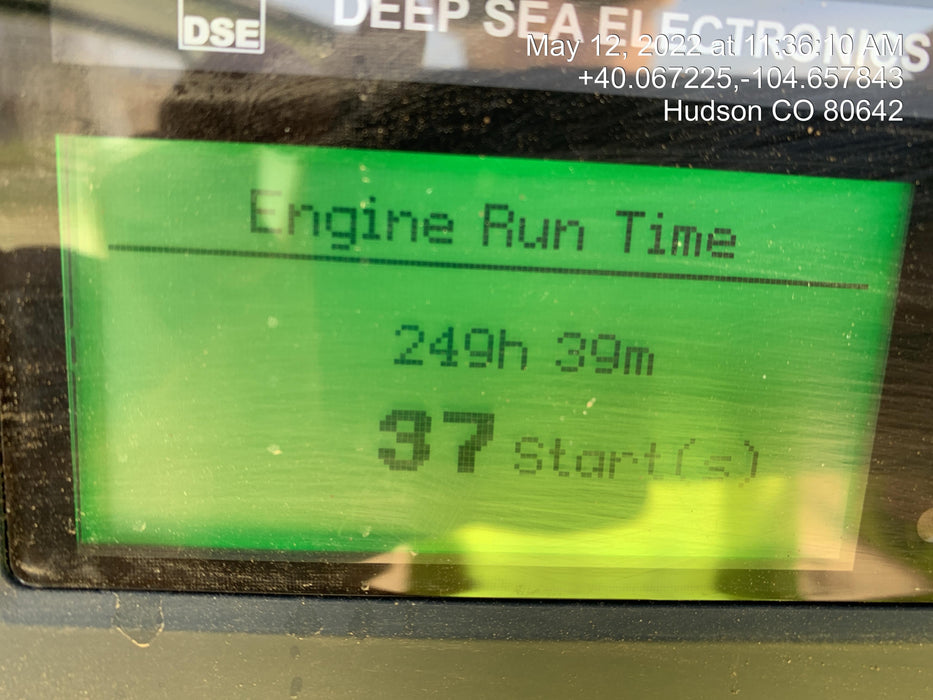 DSE
DEEP SEA ELECTRONICS
May 12, 2022 at 11:36:10 AM
+40.067225,-104.657843
Hudson CO 80642
Engine Run Time
249h 39m
37 Start(s)